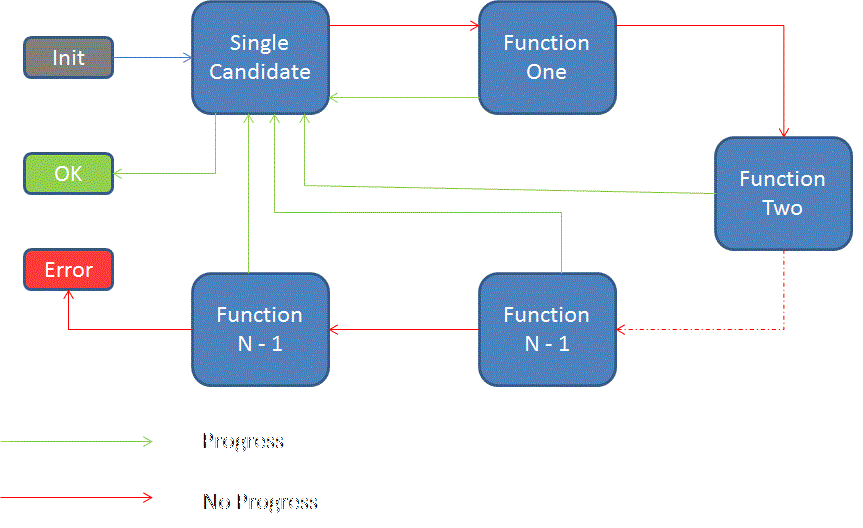 Init
Single
Candidate
Function
One
OK
Function
Two
Error
Function
N - 1
Function
N - 1
Progress
No Progress